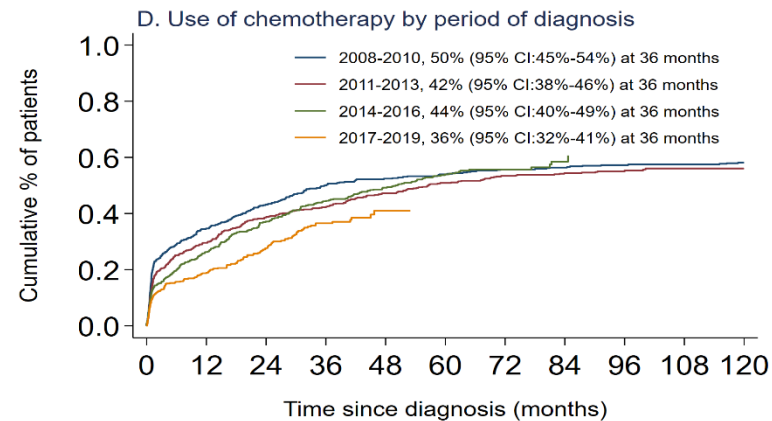 D. Use of chemotherapy by period of diagnosis
2008-2010, 50% (95% CI:45%-54%) at 36 months
2011-2013, 42% (95% CI:38%-46%) at 36 months
2014-2016, 44% (95% CI:40%-49%) at 36 months
2017-2019, 36% (95% CI:32%-41%) at 36 months
Cumulative % of patients
1.0
0.8
0.6
0.4
0.2
0.0
0 12 24 36 48 60 72 84 96 108 120
Time since diagnosis (months)